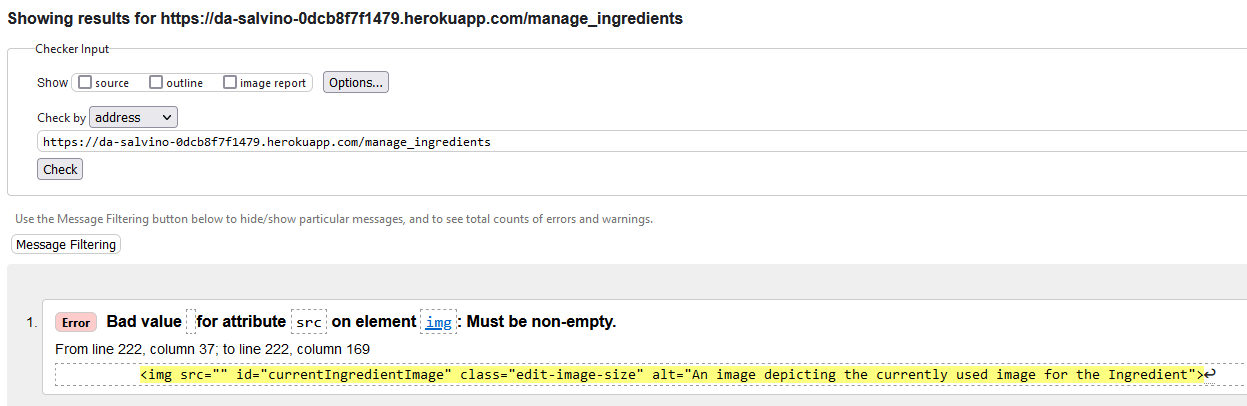 Showing results for https://da-salvino-0dcb8f7f1479.herokuapp.com/manage_ingredients
Checker Input
Show source outline image report Options...
Check by address
https://da-salvino-0dcb8f7f1479.herokuapp.com/manage_ingredients
Check
Use the Message Filtering button below to hide/show particular messages, and to see total counts of errors and warnings.
Message Filtering
1. Error Bad value for attribute src on element img: Must be non-empty.
From line 222, column 37; to line 222, column 169
<img src="" id="currentIngredientImage" class="edit-image-size" alt="An image depicting the currently used image for the Ingredient">↩